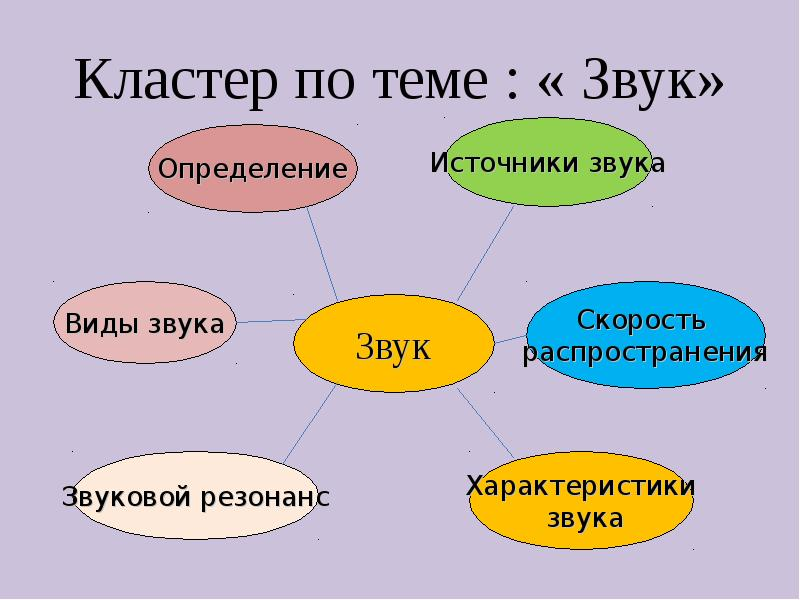 Кластер по теме : « Звук»
Определение
Источники звука
Виды звука
Звук
Скорость
распространения
Звуковой резонанс
Характеристики
звука